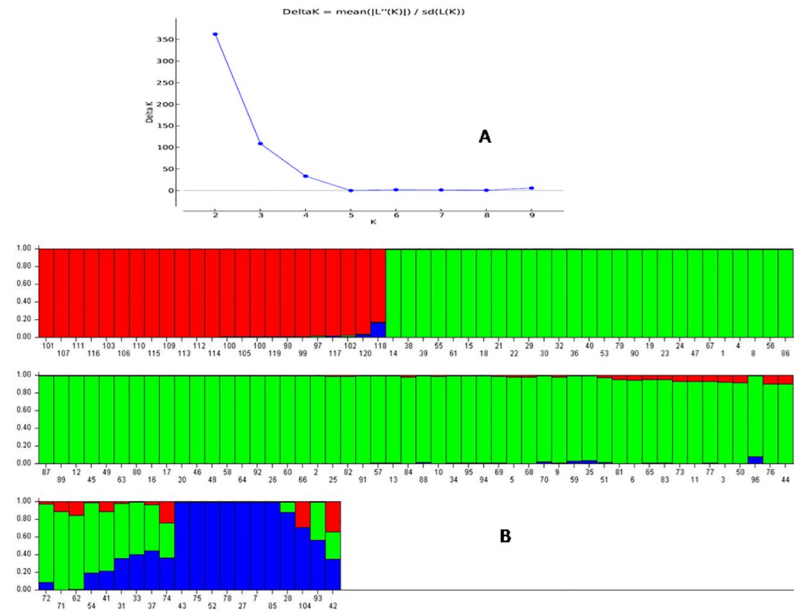 DeltaK = mean(|L''(K)|) / sd(L(K))
350
300
250
200
150
100
50
0
Delta K
A
2 3 4 5 6 7 8 9
K
1.00
0.80
0.60
0.40
0.20
0.00
101 111 103 110 109 112 100 108 98 97 102 118 38 55 15 21 29 32 40 79 19 24 67 4 56
107 116 106 115 113 114 105 119 99 117 120 14 39 61 18 22 30 36 53 90 23 47 1 8 86
1.00
0.80
0.60
0.40
0.20
0.00
87 12 49 80 17 46 58 92 60 2 82 57 84 10 95 69 68 9 35 81 65 73 77 50 76
89 45 63 16 20 48 64 26 66 25 91 13 88 34 94 5 70 59 51 6 83 11 3 96 44
1.00
0.80
0.60
0.40
0.20
0.00
B
72 62 41 33 74 75 78 7 28 93
71 54 31 37 43 52 27 85 104 42